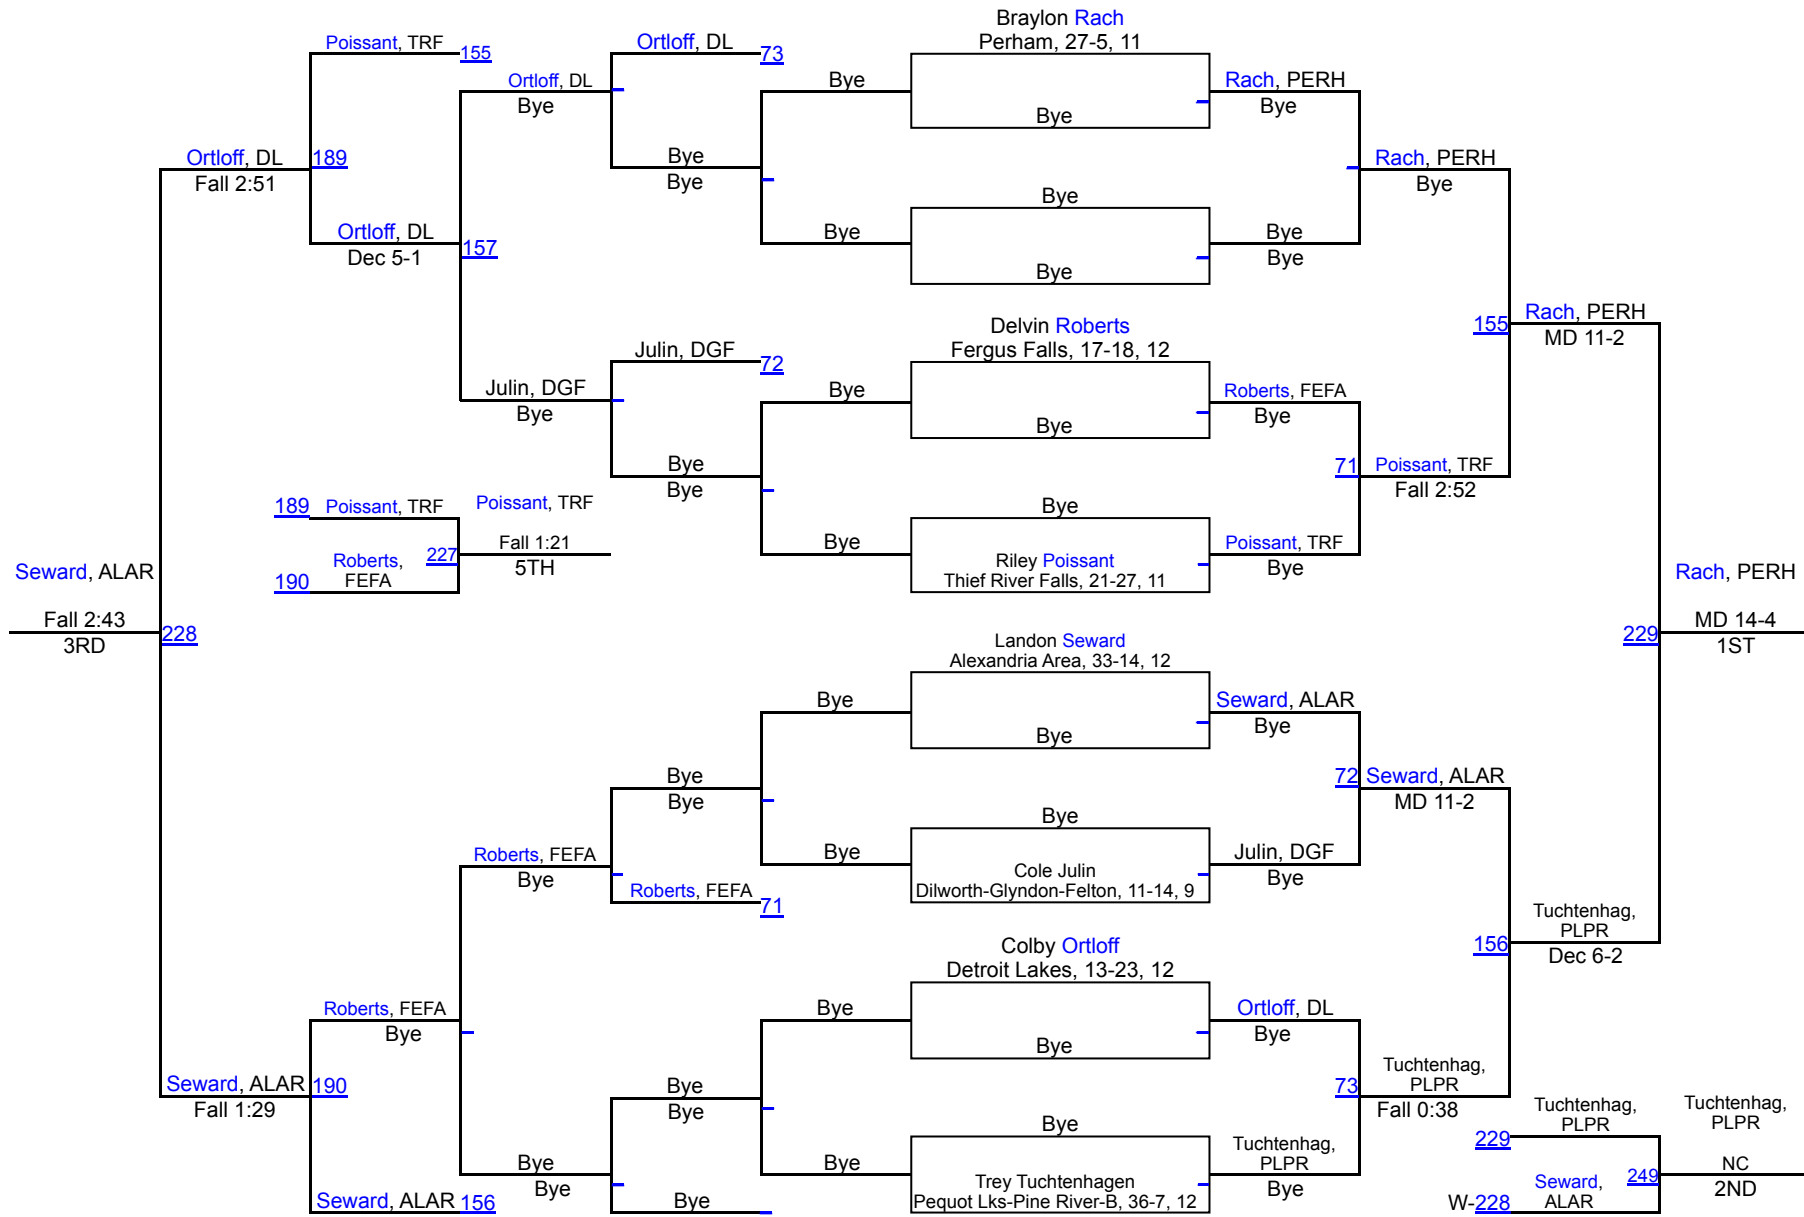 Braylon Rach
Perham, 27-5, 11
Poissant, TRF
155
Ortloff, DL
73
Ortloff, DL
Bye
Bye
Bye
Rach, PERH
Bye
Ortloff, DL
189
Fall 2:51
Bye
Bye
Rach, PERH
Bye
Bye
Ortloff, DL
157
Dec 5-1
Bye
Bye
Bye
Bye
Delvin Roberts
Fergus Falls, 17-18, 12
155
Rach, PERH
MD 11-2
Julin, DGF
72
Julin, DGF
Bye
Bye
Bye
Roberts, FEFA
Bye
Bye
Bye
71
Poissant, TRF
Fall 2:52
189
Poissant, TRF
Poissant, TRF
Bye
Bye
Riley Poissant
Thief River Falls, 21-27, 11
Poissant, TRF
Bye
Roberts,
FEFA
227
190
Fall 1:21
5TH
Seward, ALAR
Fall 2:43
3RD
228
Rach, PERH
229
MD 14-4
1ST
Landon Seward
Alexandria Area, 33-14, 12
Bye
Bye
Seward, ALAR
Bye
Bye
Bye
72
Seward, ALAR
MD 11-2
Bye
Bye
Cole Julin
Dilworth-Glyndon-Felton, 11-14, 9
Julin, DGF
Bye
Roberts, FEFA
Bye
Roberts, FEFA
71
Tuchtenhag,
PLPR
156
Dec 6-2
Colby Ortloff
Detroit Lakes, 13-23, 12
Roberts, FEFA
Bye
Bye
Bye
Ortloff, DL
Bye
Seward, ALAR
190
Fall 1:29
Bye
Bye
Tuchtenhag,
PLPR
73
Fall 0:38
Bye
Bye
Bye
Bye
Trey Tuchtenhagen
Pequot Lks-Pine River-B, 36-7, 12
Tuchtenhag,
PLPR
Bye
Seward, ALAR
156
Bye
Tuchtenhag,
PLPR
229
Tuchtenhag,
PLPR
Seward,
ALAR
249
W-228
NC
2ND